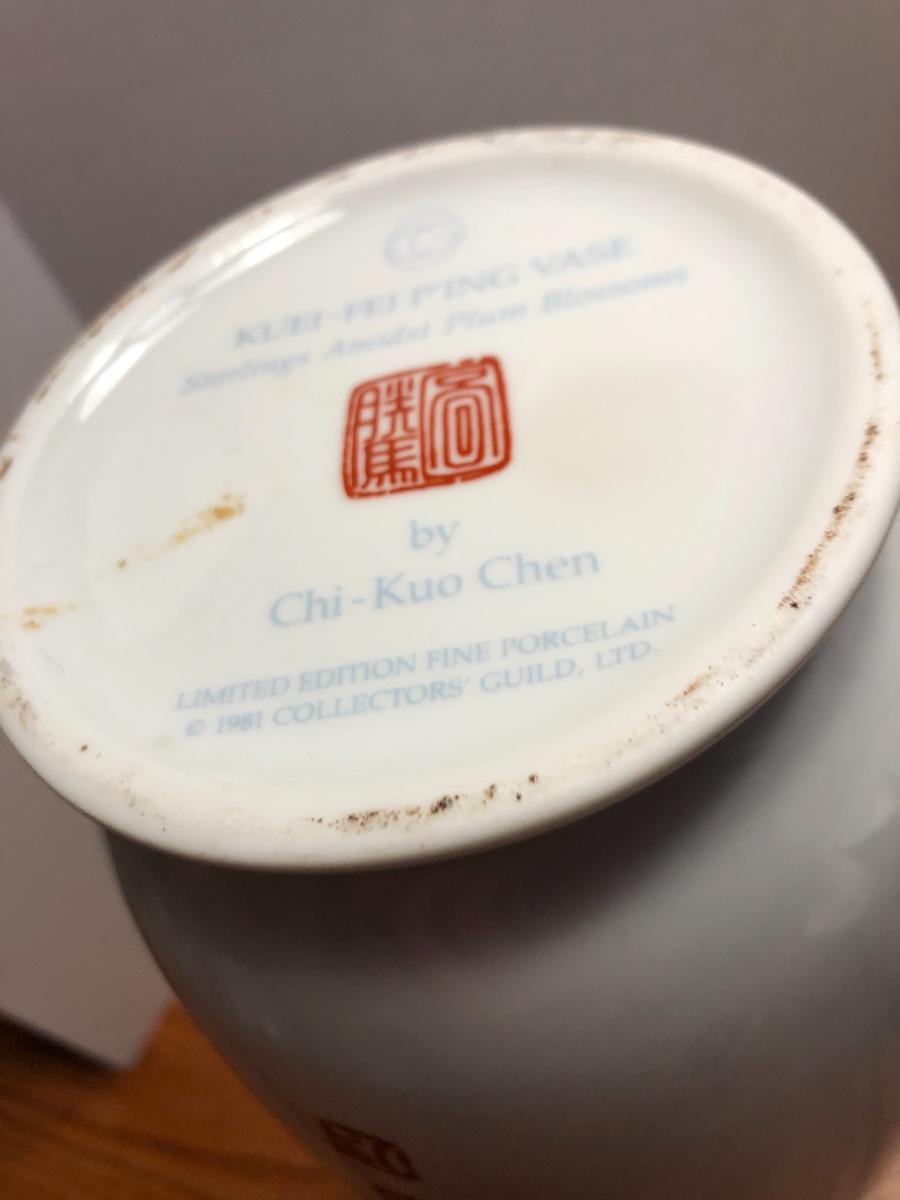 KUEI-FEI P'ING VASE
Sterlings Amidst Plum Blossoms
by
Chi-Kuo Chen
LIMITED EDITION FINE PORCELAIN
© 1981 COLLECTORS' GUILD, LTD.